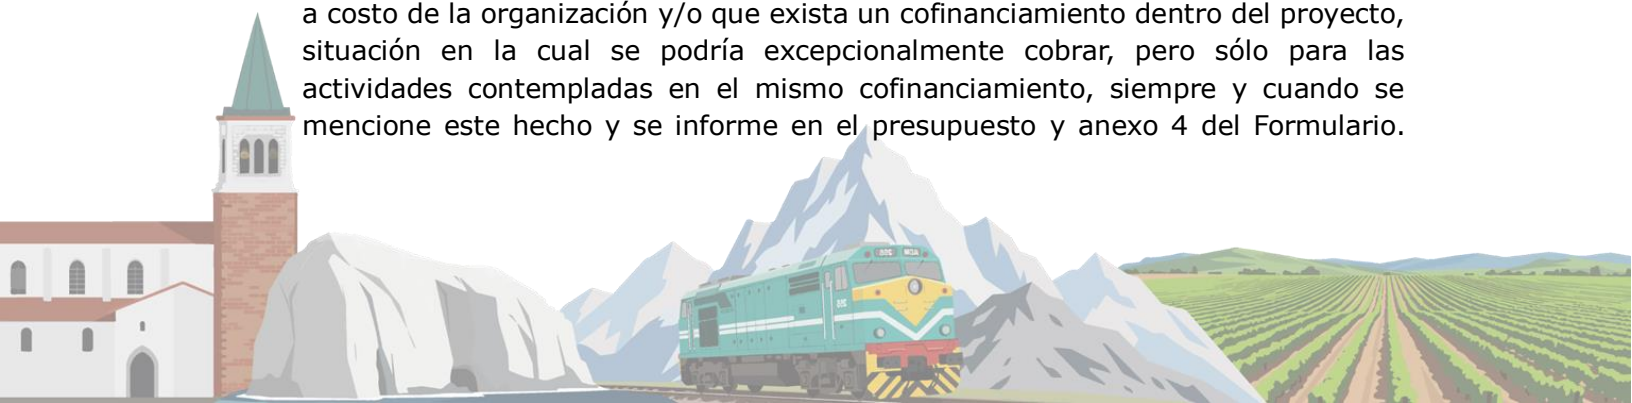 a costo de la organización y/o que exista un cofinanciamiento dentro del proyecto,
situación en la cual se podría excepcionalmente cobrar, pero sólo para las
actividades contempladas en el mismo cofinanciamiento, siempre y cuando se
mencione este hecho y se informe en el presupuesto y anexo 4 del Formulario.